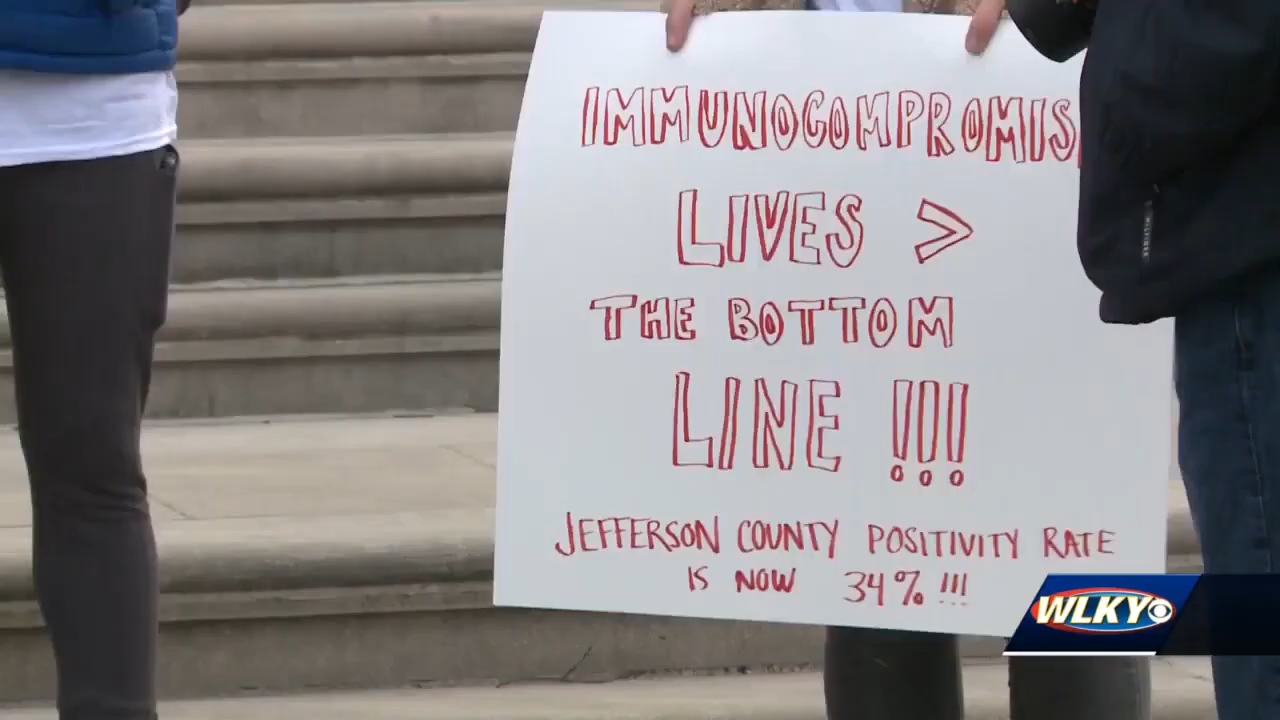 IMMUNOCOMPROMIS
LIVES >
THE BOTTOM
LINE !!!
JEFFERSON COUNTY POSITIVITY RATE
IS NOW 34% !!!
WLKY